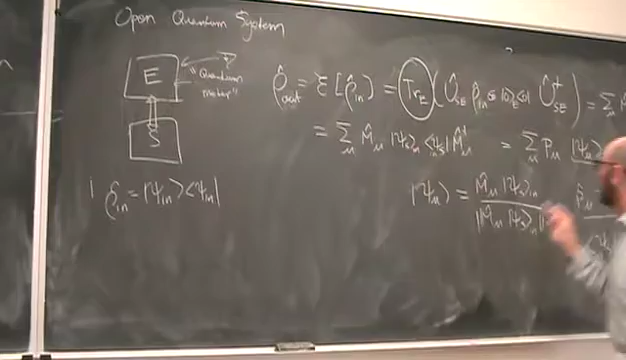 Open Quantum System
E
"Quantum
meter"
S
ρ̂_out = ℰ[ρ̂_in] = Tr_E(Û_SE ρ̂_in ⊗ |0⟩_E⟨0| Û†_SE) = Σ_μ M̂
= Σ_μ M̂_μ |ψ⟩_in⟨ψ| M̂†_μ = Σ_μ P_μ |ψ_μ⟩
ρ̂_in = |ψ_in⟩⟨ψ_in|
|ψ_μ⟩ = M̂_μ |ψ⟩_in / ||M̂_μ |ψ⟩_in||